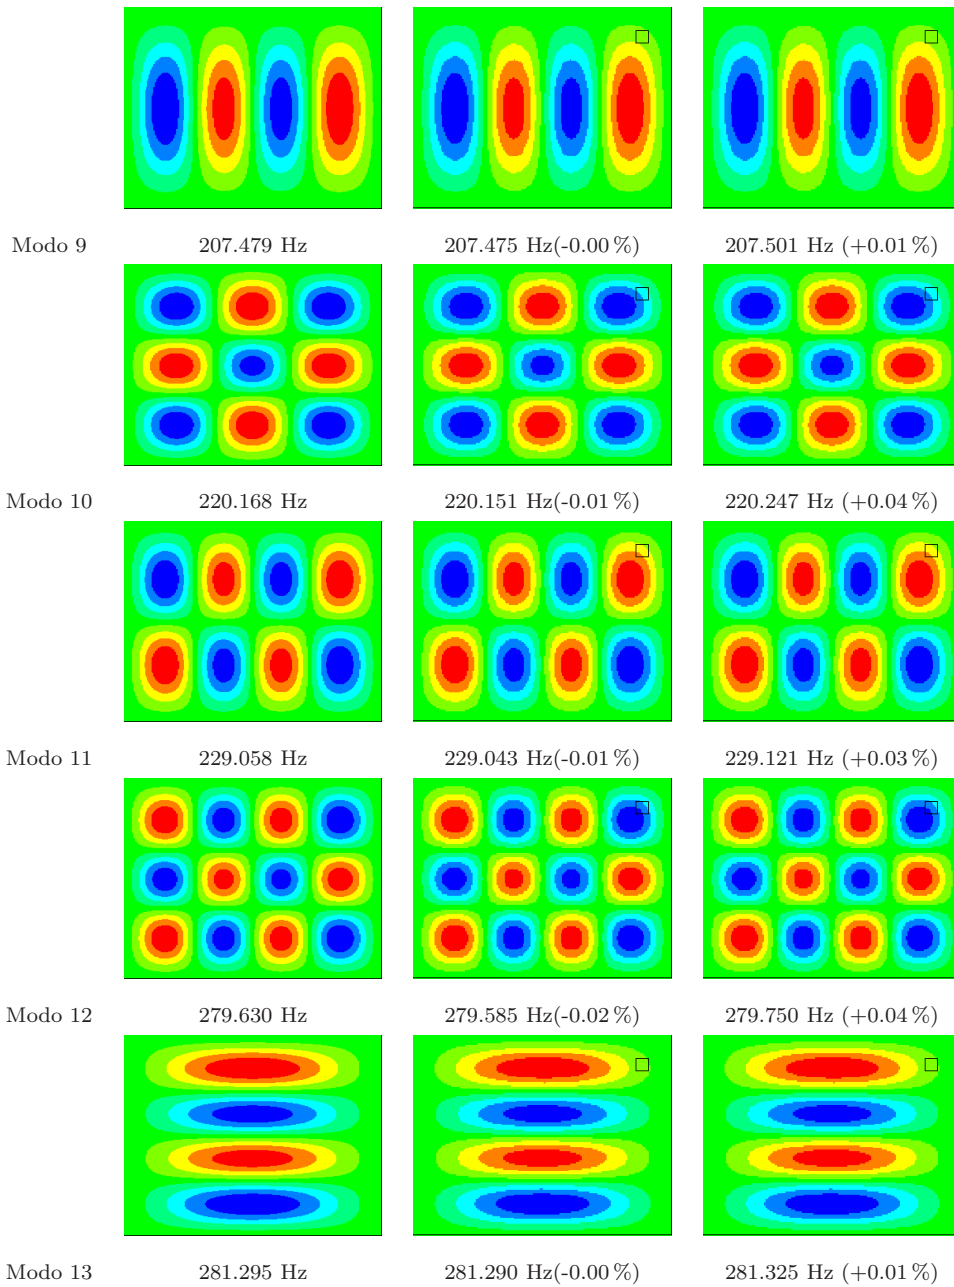 Modo 9 207.479 Hz 207.475 Hz(-0.00 %) 207.501 Hz (+0.01 %)
Modo 10 220.168 Hz 220.151 Hz(-0.01 %) 220.247 Hz (+0.04 %)
Modo 11 229.058 Hz 229.043 Hz(-0.01 %) 229.121 Hz (+0.03 %)
Modo 12 279.630 Hz 279.585 Hz(-0.02 %) 279.750 Hz (+0.04 %)
Modo 13 281.295 Hz 281.290 Hz(-0.00 %) 281.325 Hz (+0.01 %)